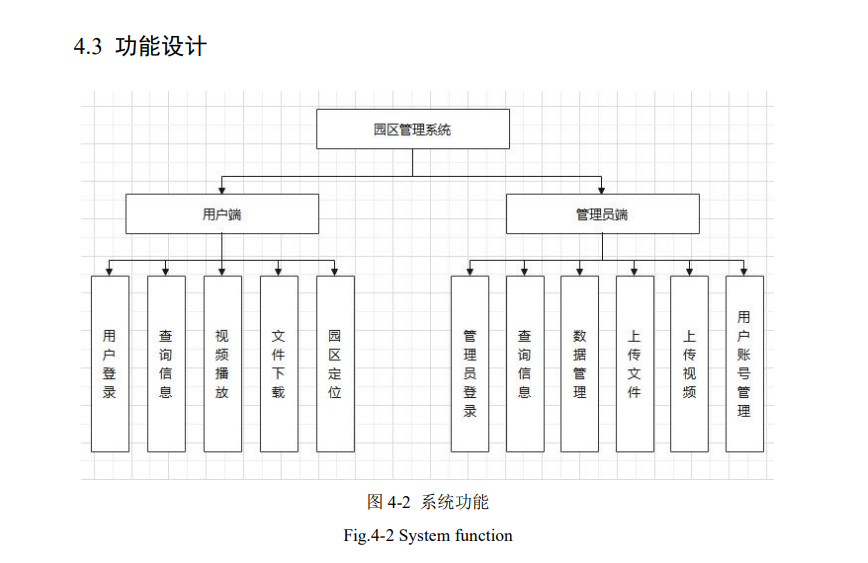 4.3 功能设计
园区管理系统
用户端
管理员端
用户登录
查询信息
视频播放
文件下载
园区定位
管理员登录
查询信息
数据管理
上传文件
上传视频
用户账号管理
图 4-2 系统功能
Fig.4-2 System function